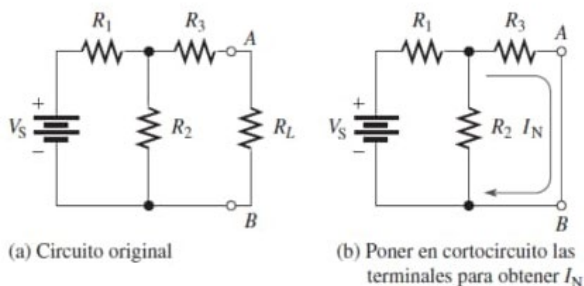 R1 R3 A
+
VS
−
R2
RL
B
(a) Circuito original
R1 R3 A
+
VS
−
R2 IN
B
(b) Poner en cortocircuito las
terminales para obtener IN